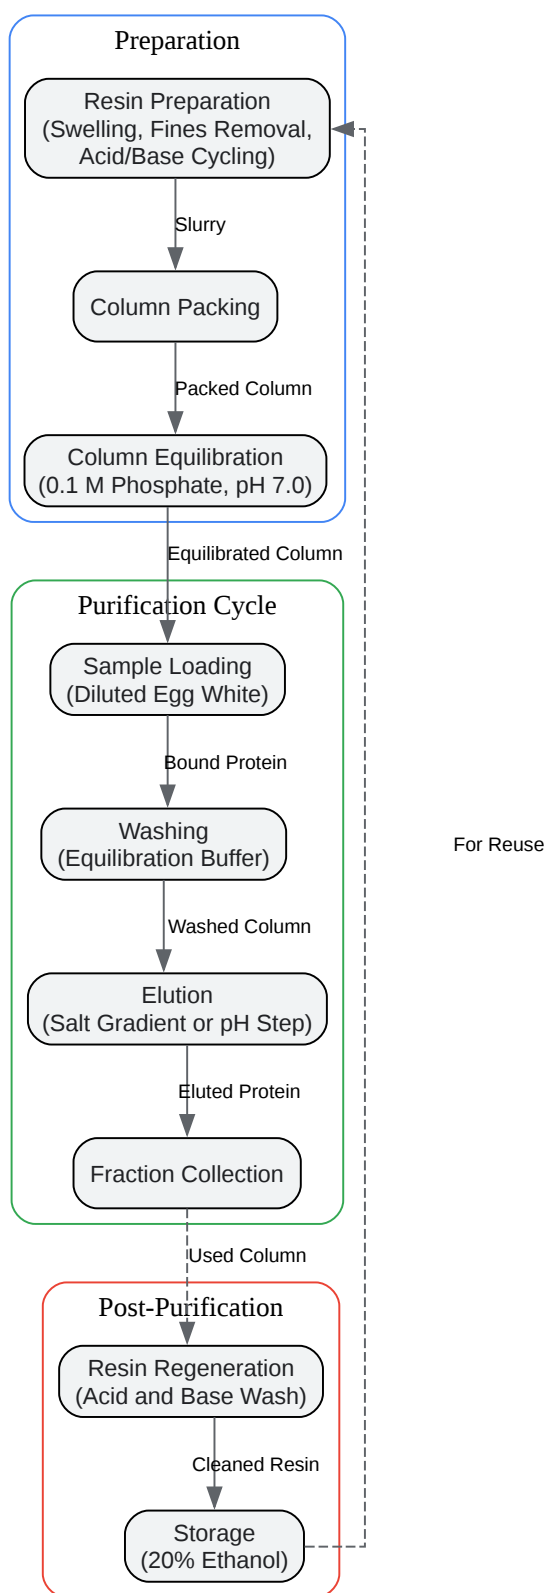 Preparation
Resin Preparation
(Swelling, Fines Removal,
Acid/Base Cycling)
Slurry
Column Packing
Packed Column
Column Equilibration
(0.1 M Phosphate, pH 7.0)
Equilibrated Column
Purification Cycle
Sample Loading
(Diluted Egg White)
Bound Protein
Washing
(Equilibration Buffer)
For Reuse
Washed Column
Elution
(Salt Gradient or pH Step)
Eluted Protein
Fraction Collection
Used Column
Post-Purification
Resin Regeneration
(Acid and Base Wash)
Cleaned Resin
Storage
(20% Ethanol)